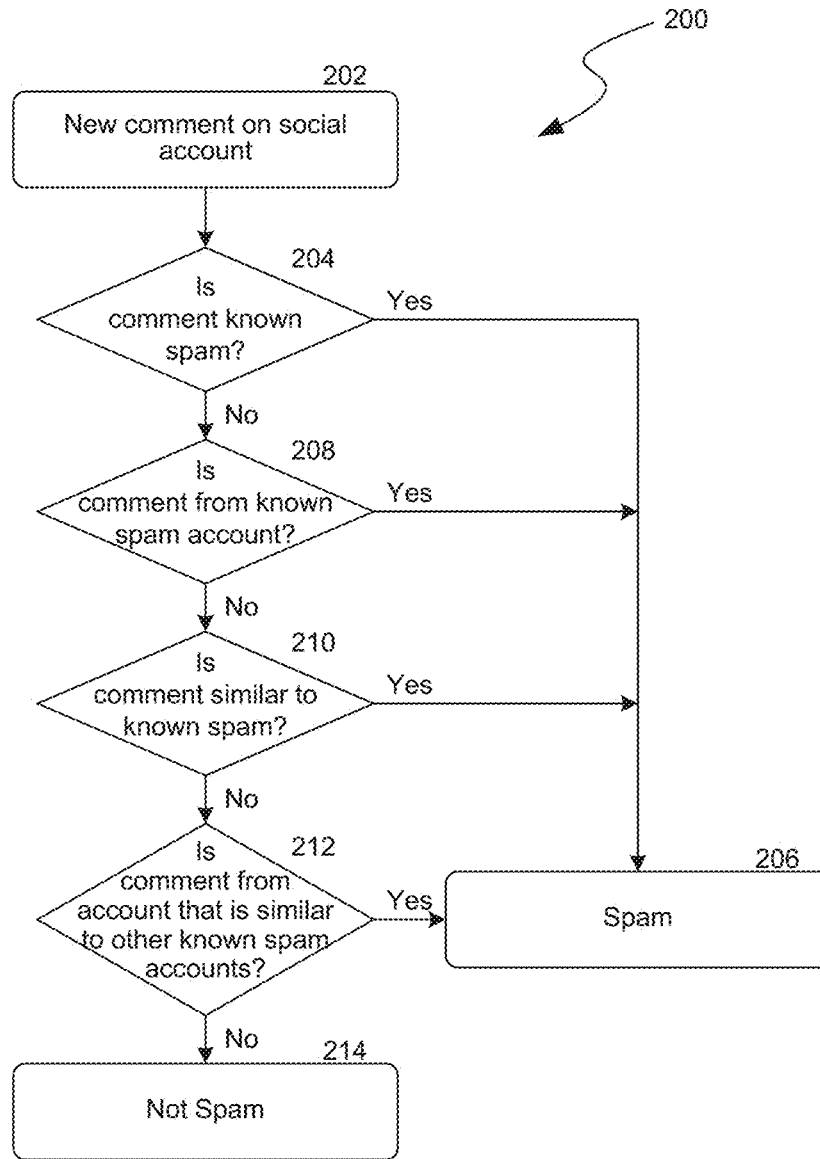 200
202
New comment on social
account
204
Is
comment known
spam?
Yes
No
208
Is
comment from known
spam account?
Yes
No
210
Is
comment similar to
known spam?
Yes
No
212
Is
comment from
account that is similar
to other known spam
accounts?
Yes
206
Spam
No
214
Not Spam